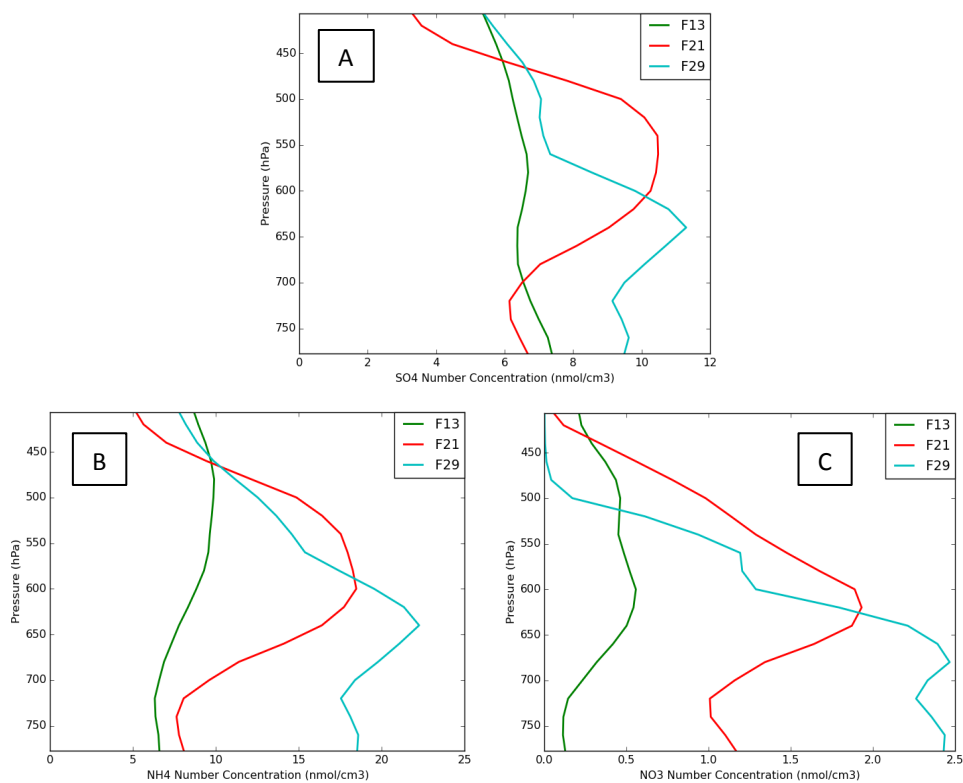 A
F13
F21
F29
450
500
550
600
650
700
750
Pressure (hPa)
0 2 4 6 8 10 12
SO4 Number Concentration (nmol/cm3)
B
F13
F21
F29
450
500
550
600
650
700
750
Pressure (hPa)
0 5 10 15 20 25
NH4 Number Concentration (nmol/cm3)
C
F13
F21
F29
450
500
550
600
650
700
750
Pressure (hPa)
0.0 0.5 1.0 1.5 2.0 2.5
NO3 Number Concentration (nmol/cm3)